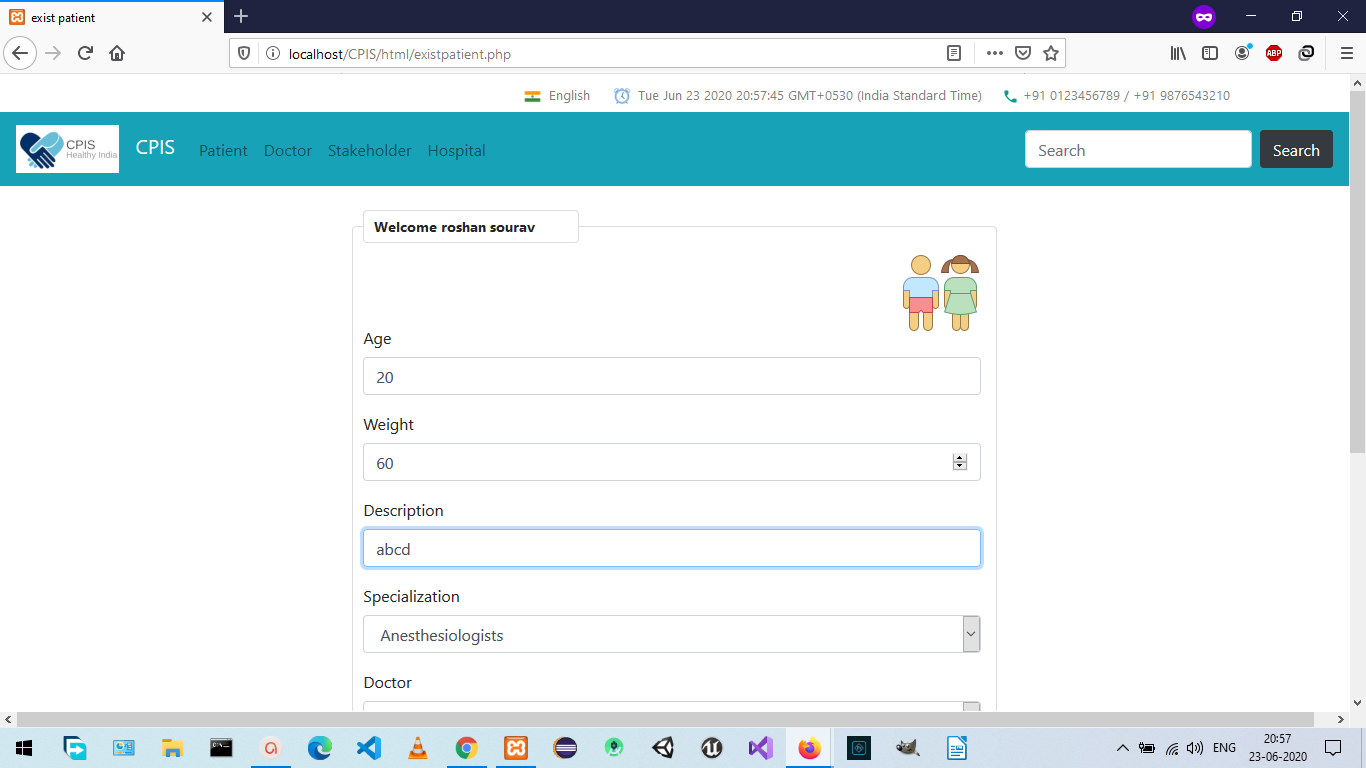 exist patient
localhost/CPIS/html/existpatient.php
ABP
English Tue Jun 23 2020 20:57:45 GMT+0530 (India Standard Time) +91 0123456789 / +91 9876543210
CPIS
Healthy India
CPIS Patient Doctor Stakeholder Hospital Search Search
Welcome roshan sourav
Age
20
Weight
60
Description
abcd
Specialization
Anesthesiologists
Doctor
ENG
20:57
23-06-2020